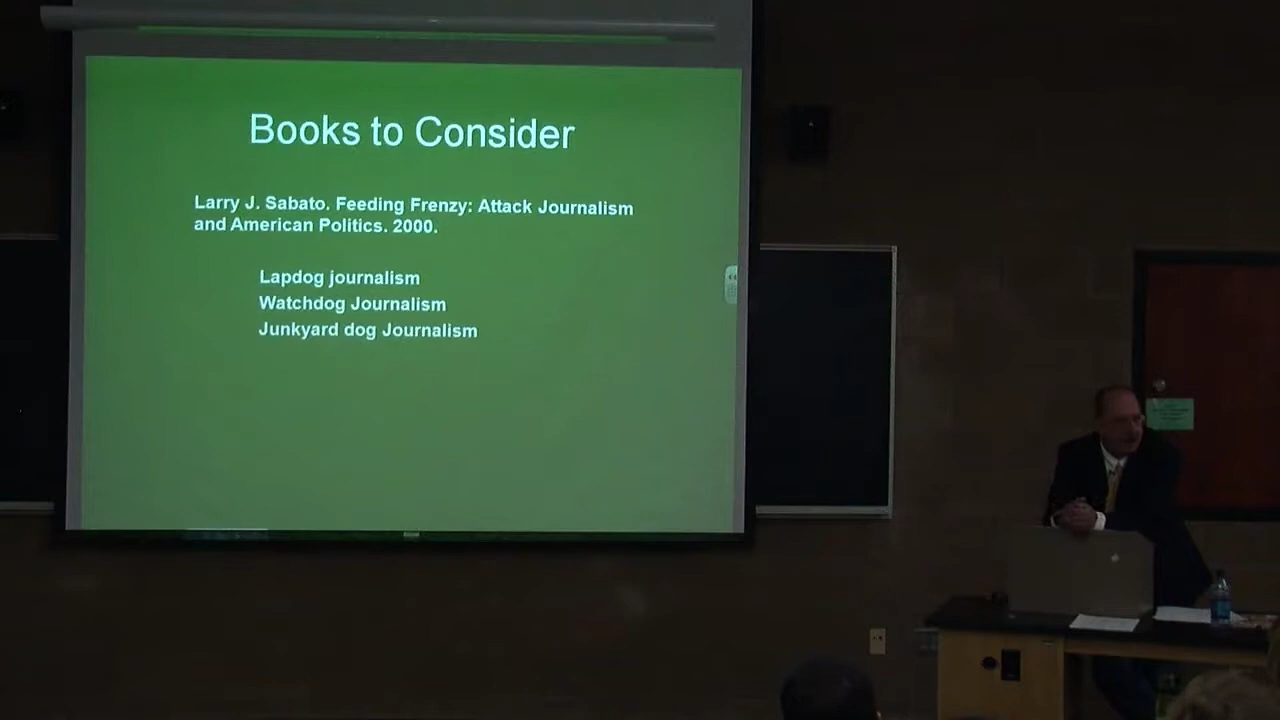 Books to Consider
Larry J. Sabato. Feeding Frenzy: Attack Journalism
and American Politics. 2000.
Lapdog journalism
Watchdog Journalism
Junkyard dog Journalism